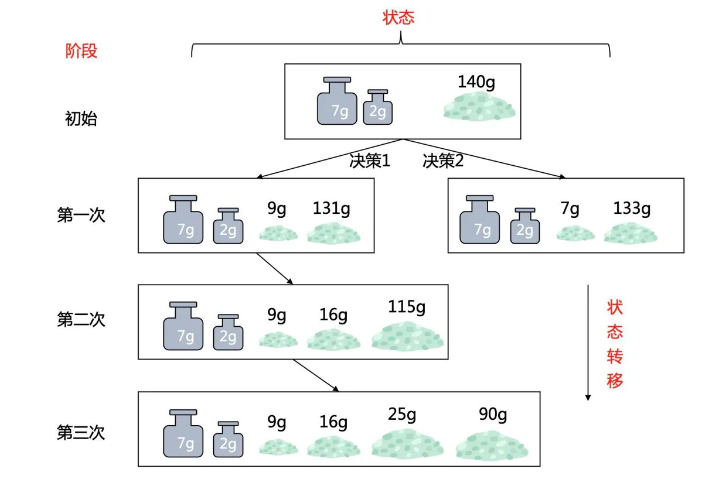 状态
阶段
初始
7g 2g 140g
决策1 决策2
第一次
7g 2g 9g 131g
7g 2g 7g 133g
第二次
7g 2g 9g 16g 115g
状态转移
第三次
7g 2g 9g 16g 25g 90g